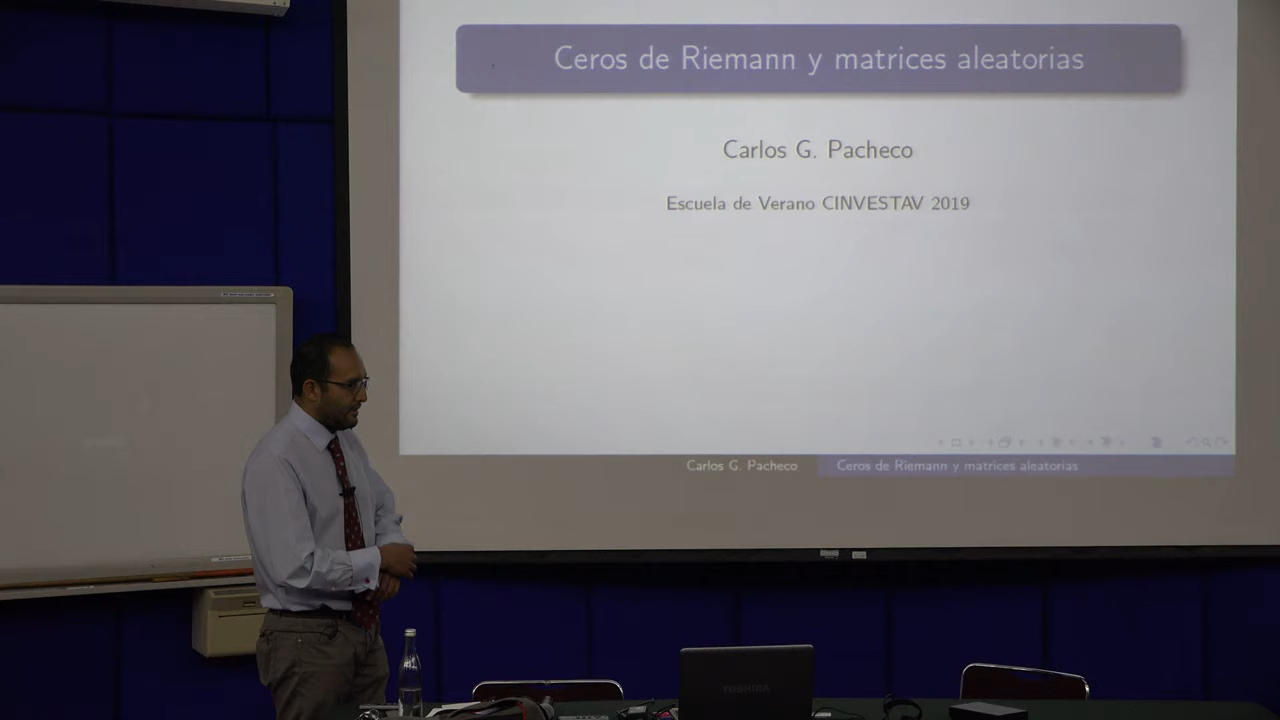 Ceros de Riemann y matrices aleatorias
Carlos G. Pacheco
Escuela de Verano CINVESTAV 2019
Carlos G. Pacheco
Ceros de Riemann y matrices aleatorias
TOSHIBA